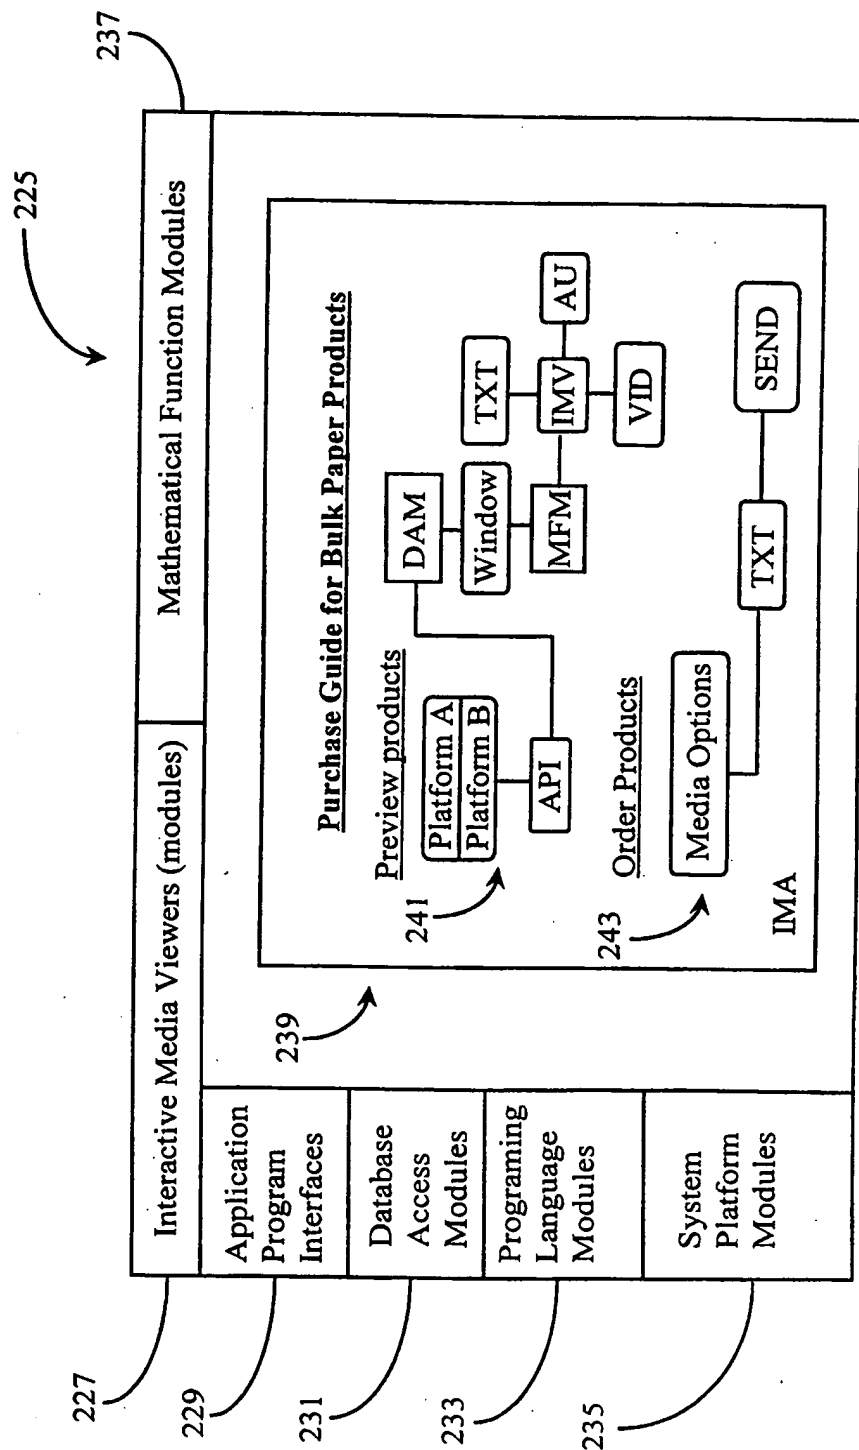 225
237
Interactive Media Viewers (modules)
Mathematical Function Modules
227
Application
Program
Interfaces
229
Database
Access
Modules
231
Programing
Language
Modules
233
System
Platform
Modules
235
239
Purchase Guide for Bulk Paper Products
Preview products
Platform A
Platform B
241
API
DAM
Window
MFM
TXT
IMV
AU
VID
Order Products
Media Options
243
TXT
SEND
IMA